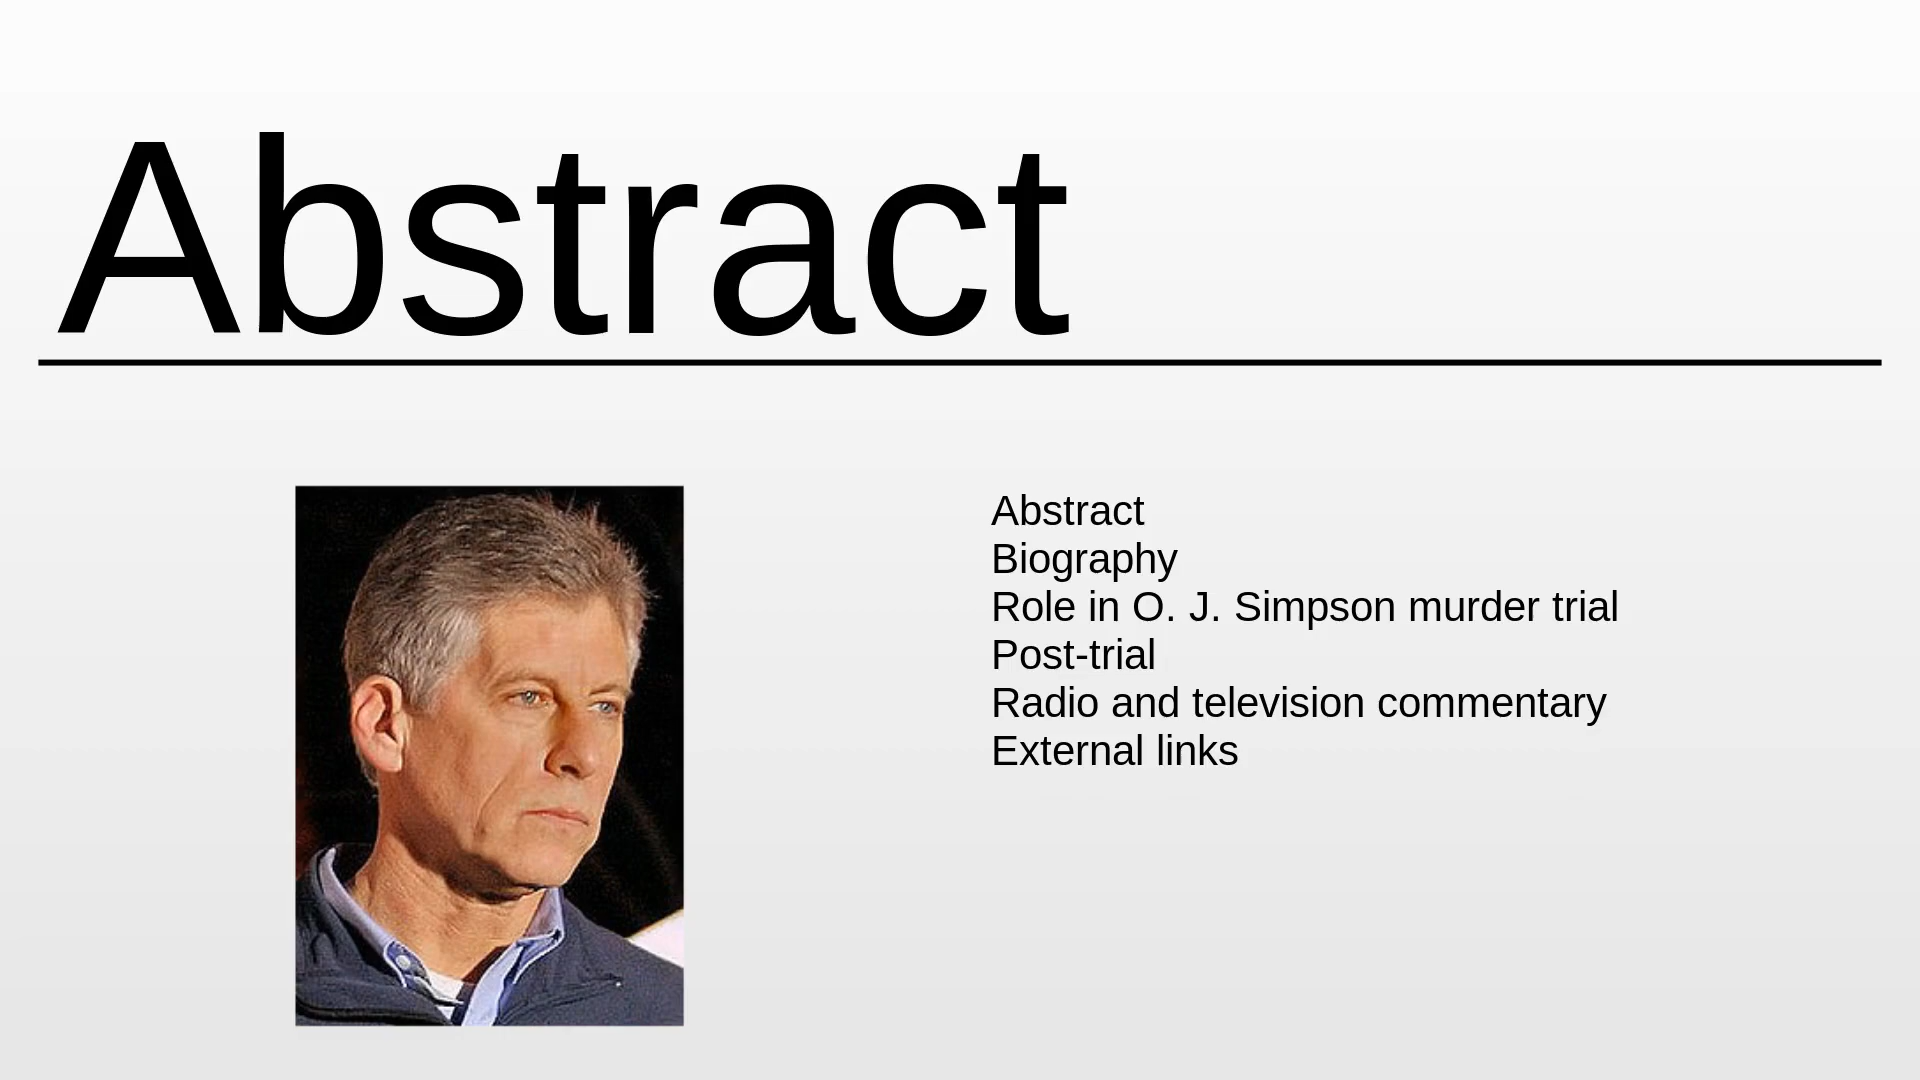 Abstract
Abstract
Biography
Role in O. J. Simpson murder trial
Post-trial
Radio and television commentary
External links